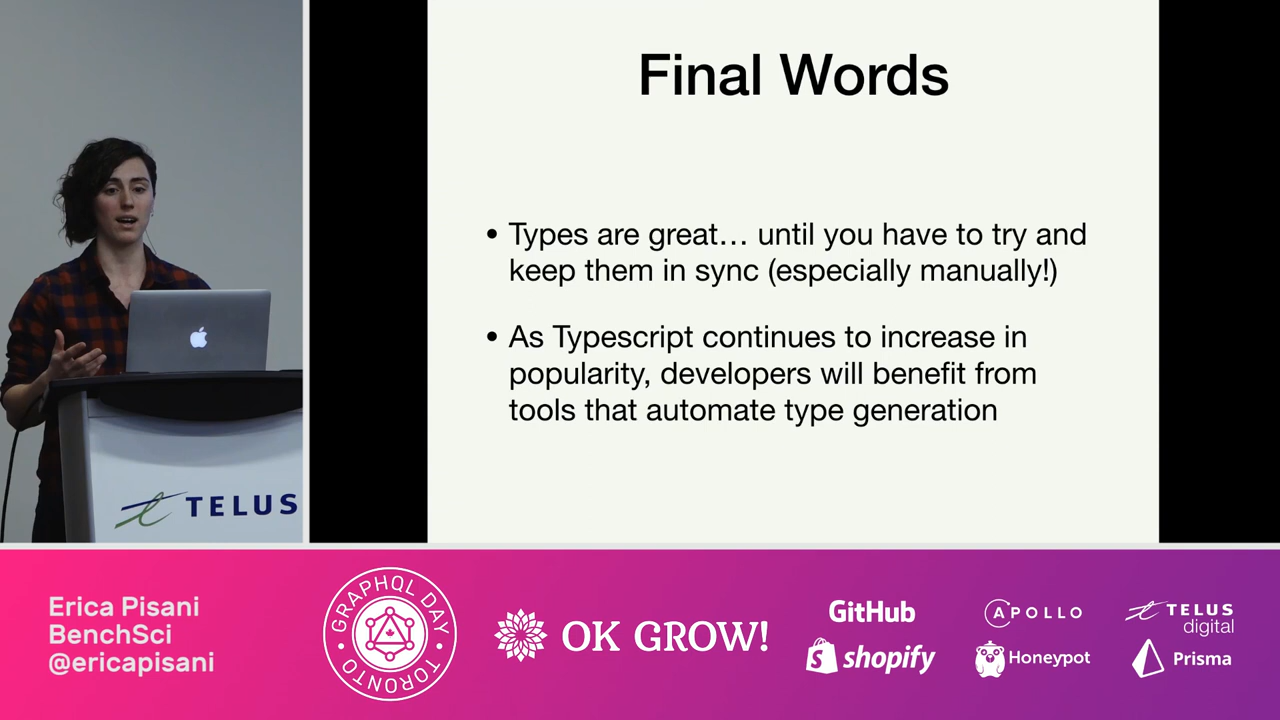 Final Words
• Types are great… until you have to try and
keep them in sync (especially manually!)
• As Typescript continues to increase in
popularity, developers will benefit from
tools that automate type generation
TELUS
Erica Pisani
BenchSci
@ericapisani
GRAPHQL DAY
TORONTO
OK GROW!
GitHub
shopify
APOLLO
Honeypot
TELUS
digital
Prisma